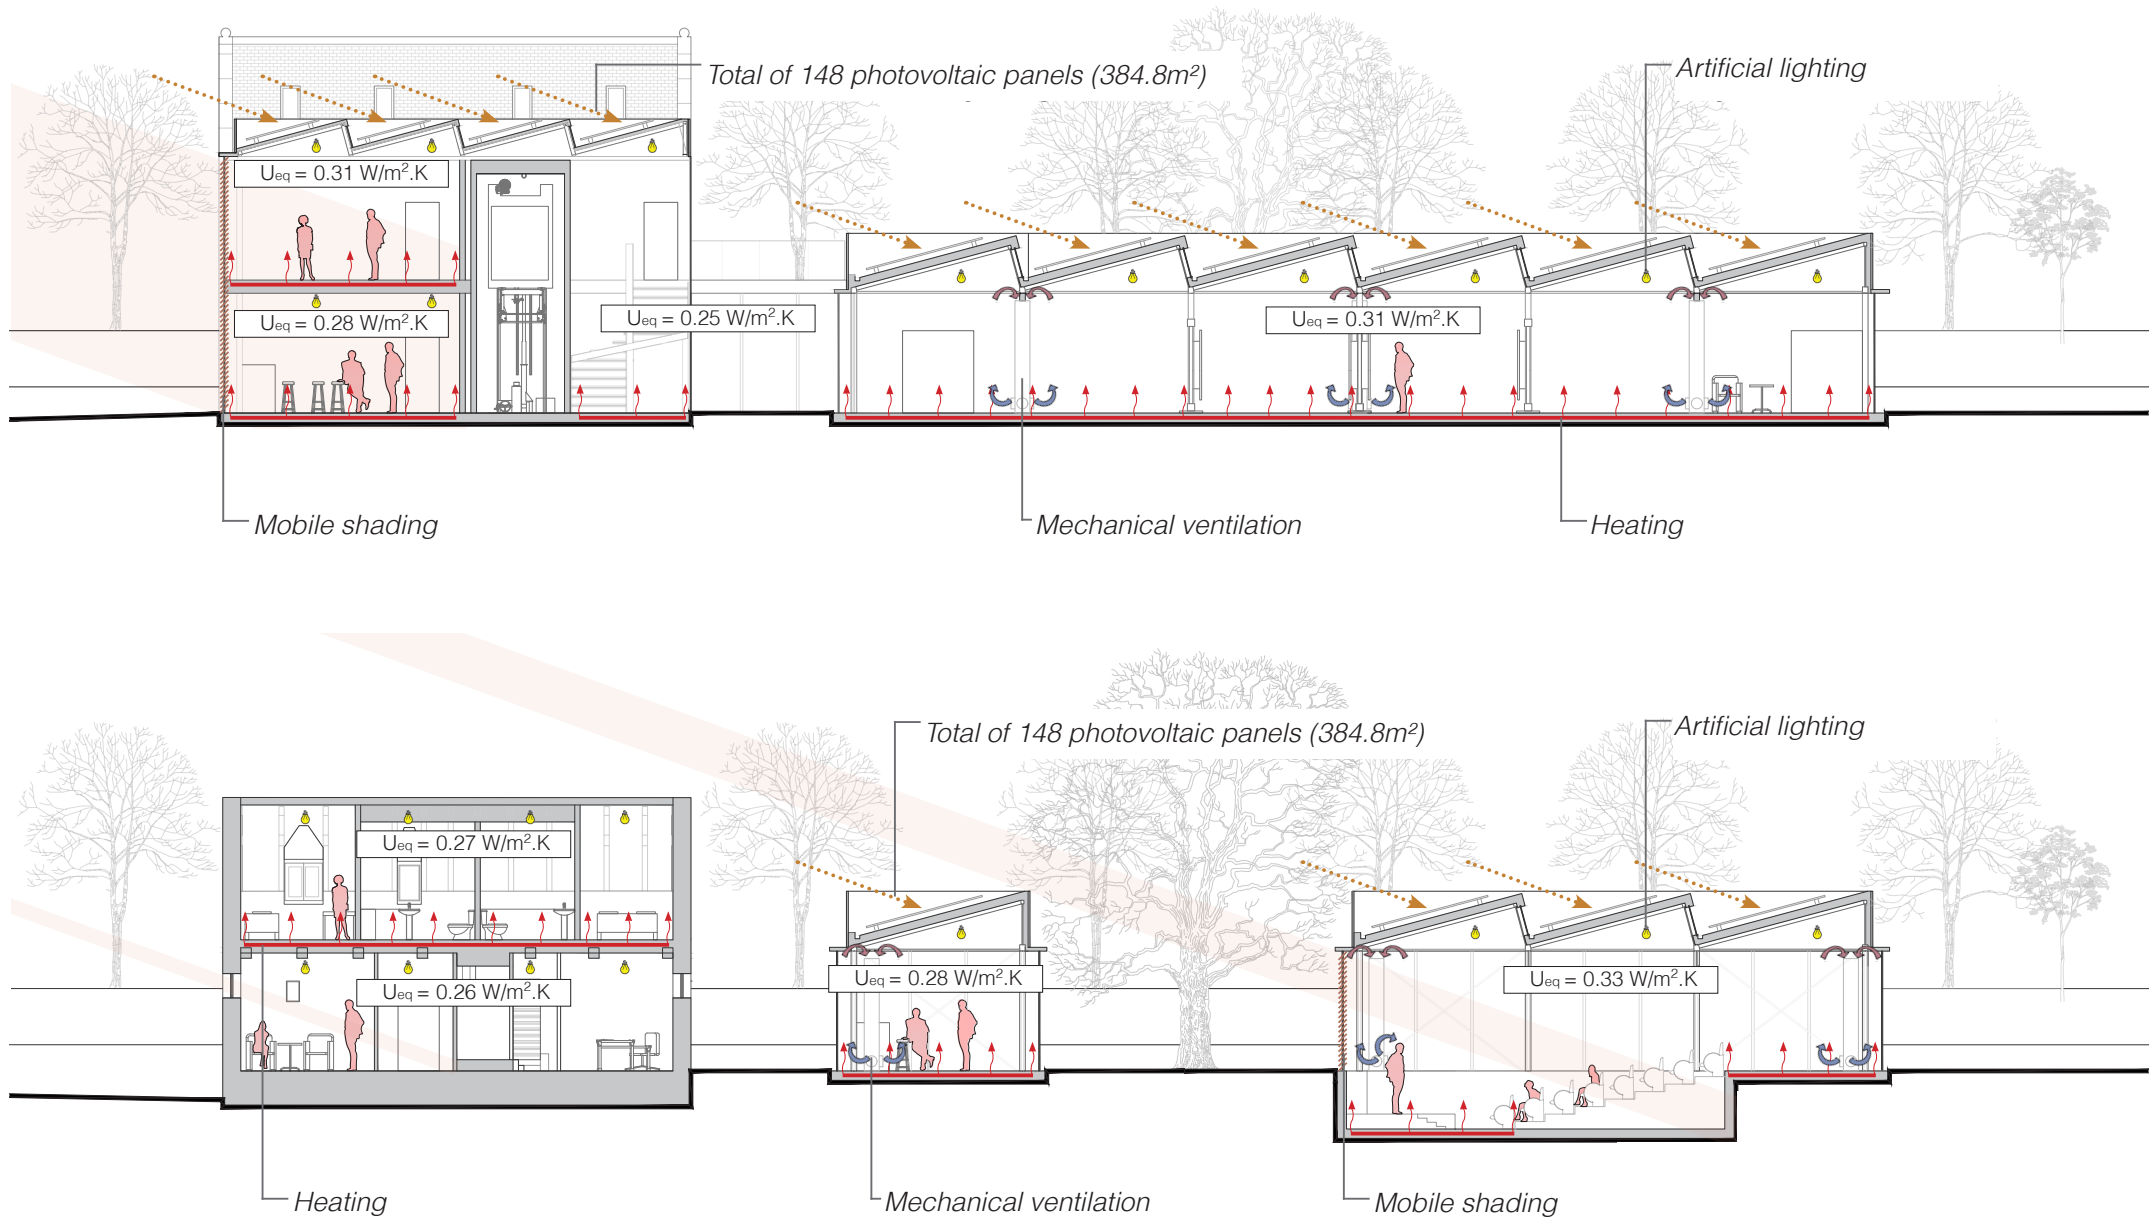 Total of 148 photovoltaic panels (384.8m²)
Artificial lighting
Ueq = 0.31 W/m².K
Ueq = 0.28 W/m².K
Ueq = 0.25 W/m².K
Ueq = 0.31 W/m².K
Mobile shading
Mechanical ventilation
Heating
Total of 148 photovoltaic panels (384.8m²)
Artificial lighting
Ueq = 0.27 W/m².K
Ueq = 0.26 W/m².K
Ueq = 0.28 W/m².K
Ueq = 0.33 W/m².K
Heating
Mechanical ventilation
Mobile shading